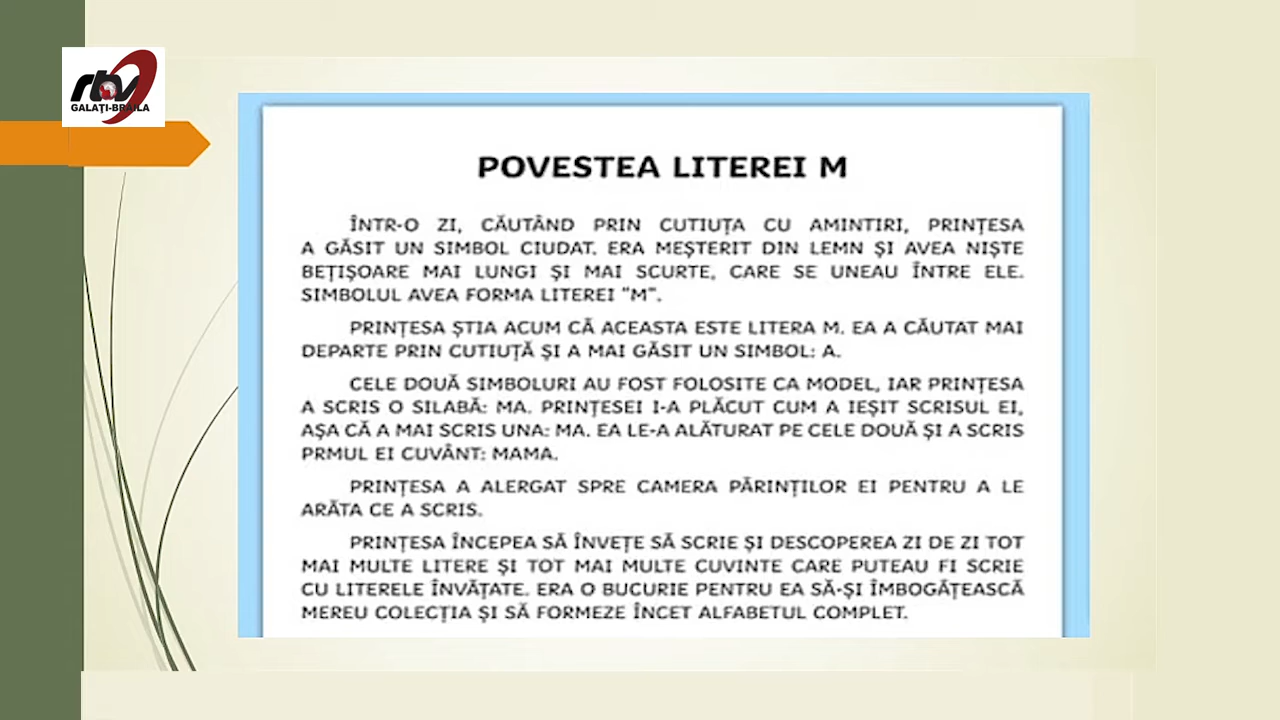 rtv
GALAȚI-BRAILA
POVESTEA LITEREI M
ÎNTR-O ZI, CĂUTÂND PRIN CUTIUȚA CU AMINTIRI, PRINȚESA
A GĂSIT UN SIMBOL CIUDAT. ERA MEȘTERIT DIN LEMN ȘI AVEA NIȘTE
BEȚIȘOARE MAI LUNGI ȘI MAI SCURTE, CARE SE UNEAU ÎNTRE ELE.
SIMBOLUL AVEA FORMA LITEREI "M".
PRINȚESA ȘTIA ACUM CĂ ACEASTA ESTE LITERA M. EA A CĂUTAT MAI
DEPARTE PRIN CUTIUȚĂ ȘI A MAI GĂSIT UN SIMBOL: A.
CELE DOUĂ SIMBOLURI AU FOST FOLOSITE CA MODEL, IAR PRINȚESA
A SCRIS O SILABĂ: MA. PRINȚESEI I-A PLĂCUT CUM A IEȘIT SCRISUL EI,
AȘA CĂ A MAI SCRIS UNA: MA. EA LE-A ALĂTURAT PE CELE DOUĂ ȘI A SCRIS
PRMUL EI CUVÂNT: MAMA.
PRINȚESA A ALERGAT SPRE CAMERA PĂRINȚILOR EI PENTRU A LE
ARĂTA CE A SCRIS.
PRINȚESA ÎNCEPEA SĂ ÎNVEȚE SĂ SCRIE ȘI DESCOPEREA ZI DE ZI TOT
MAI MULTE LITERE ȘI TOT MAI MULTE CUVINTE CARE PUTEAU FI SCRIE
CU LITERELE ÎNVĂȚATE. ERA O BUCURIE PENTRU EA SĂ-ȘI ÎMBOGĂȚEASCĂ
MEREU COLECȚIA ȘI SĂ FORMEZE ÎNCET ALFABETUL COMPLET.